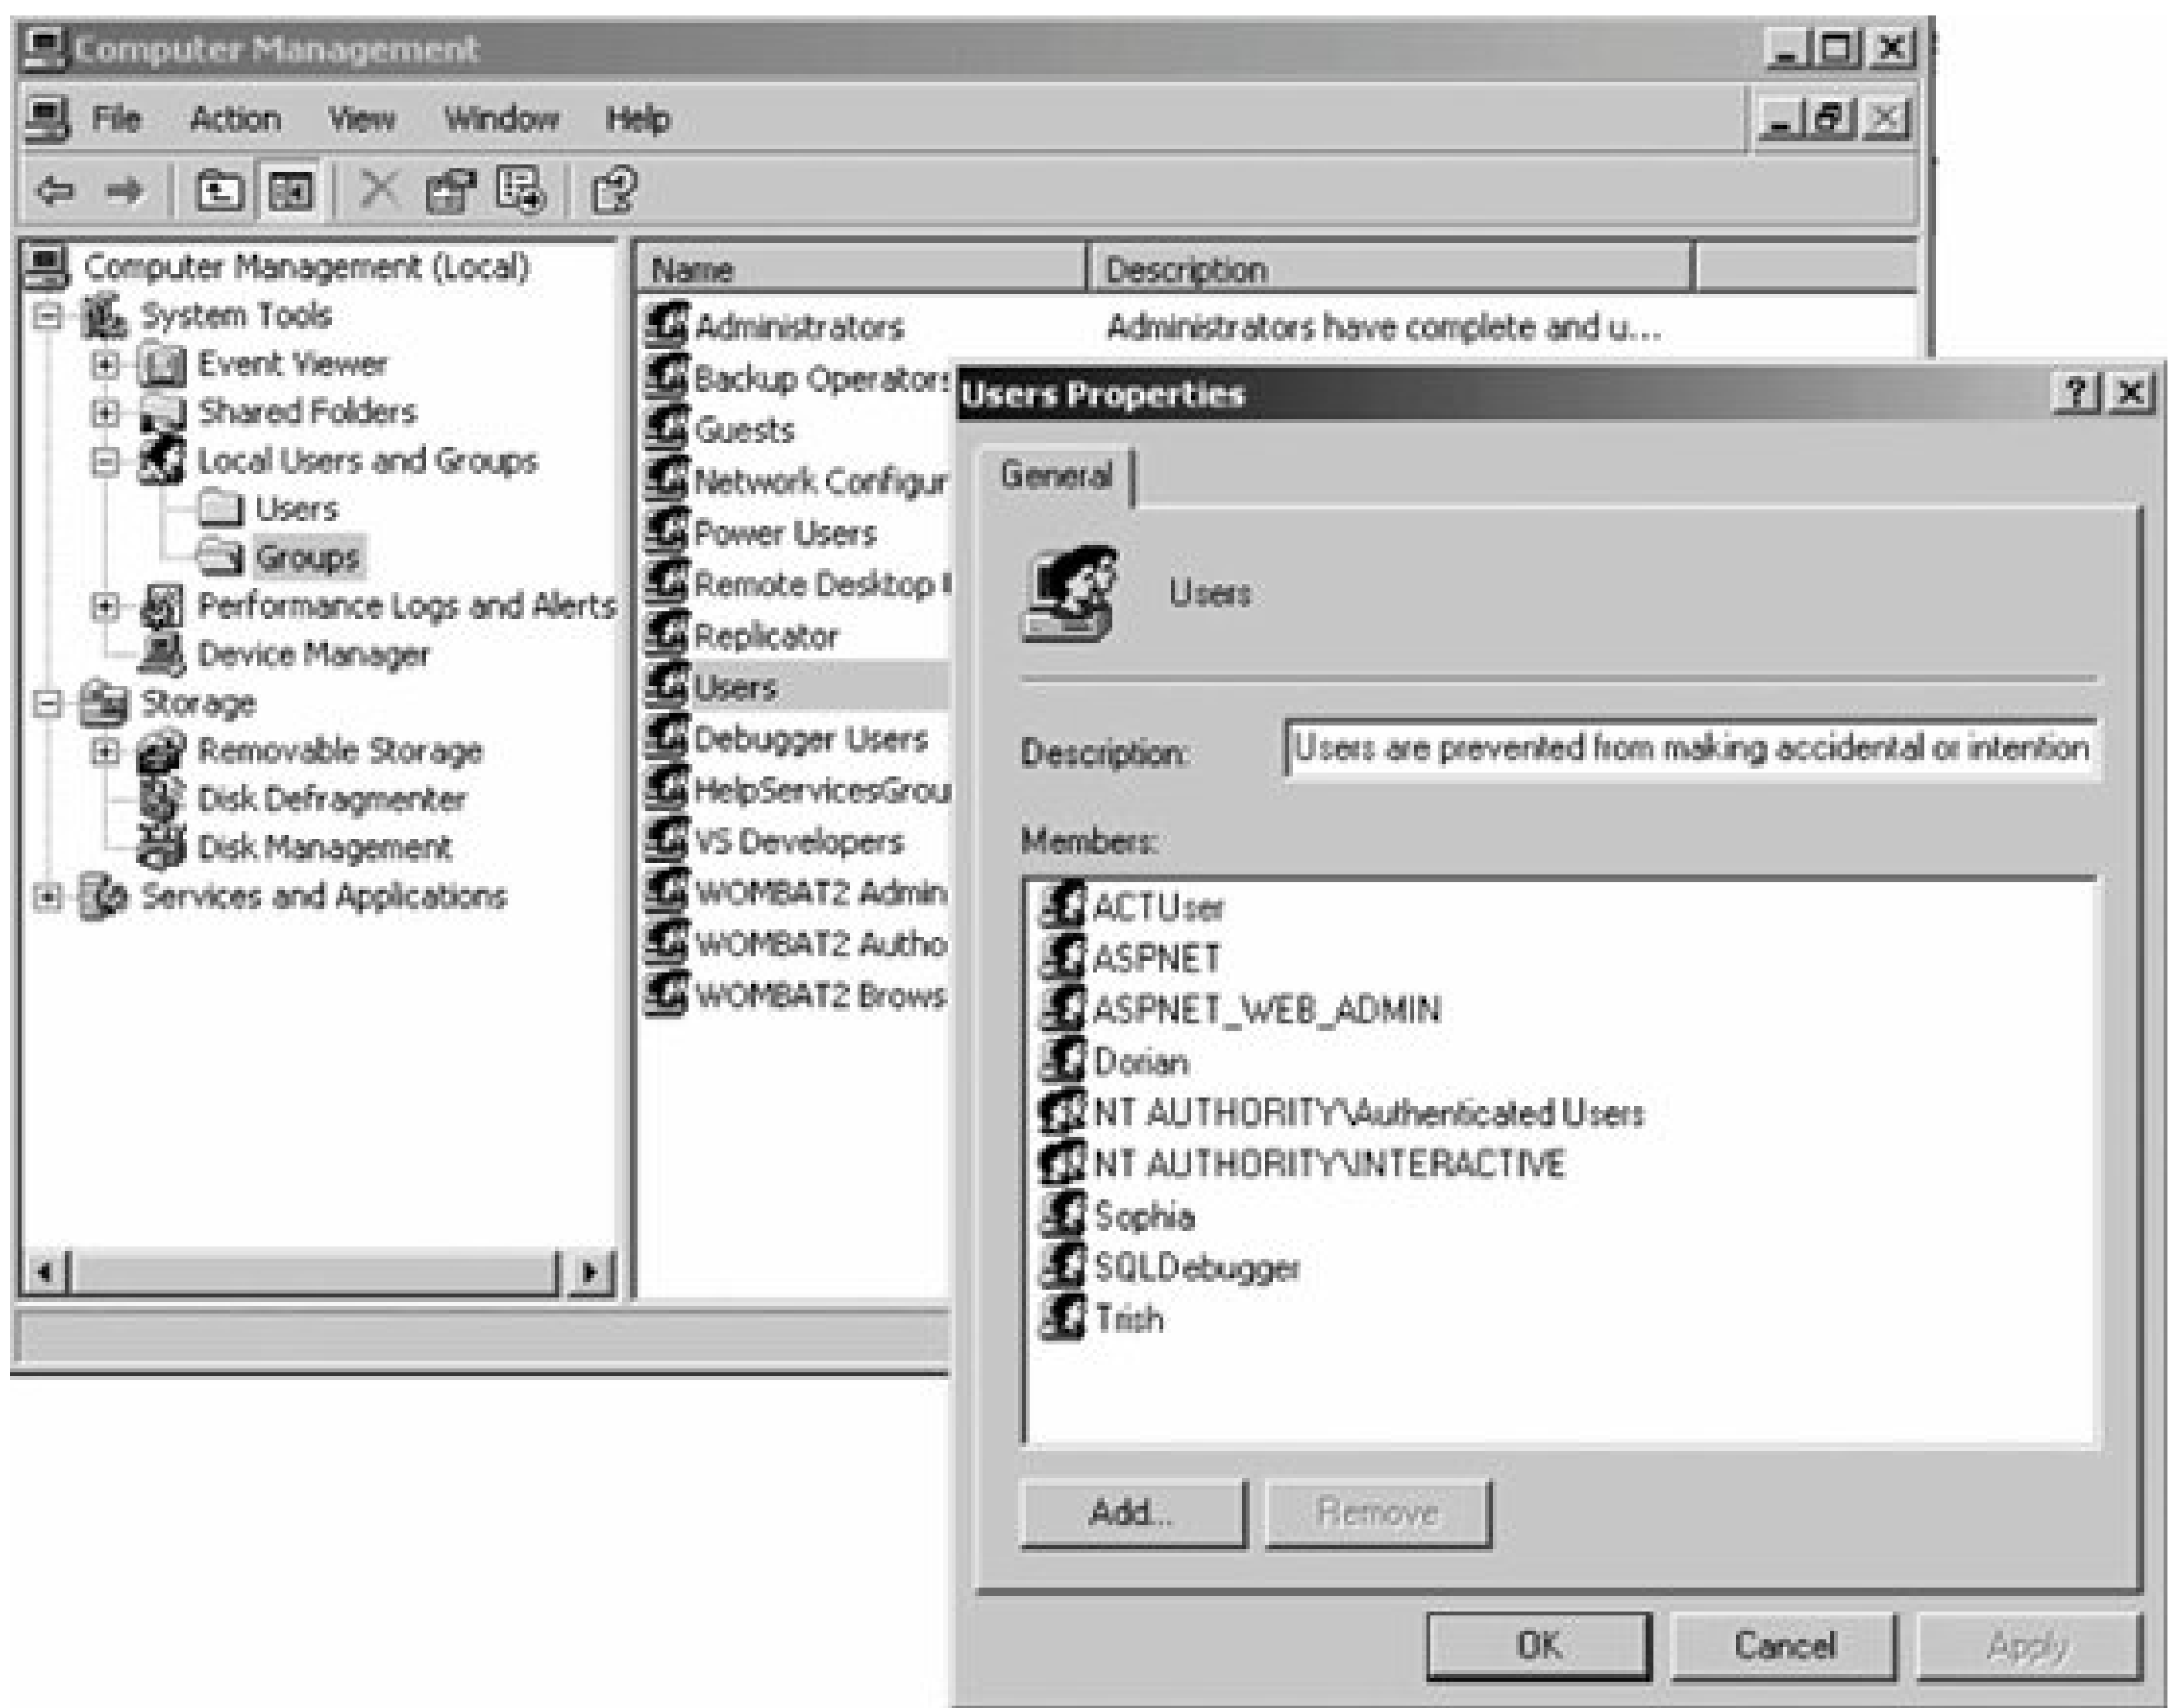 Computer Management
File Action View Window Help
Computer Management (Local)
System Tools
Event Viewer
Shared Folders
Local Users and Groups
Users
Groups
Performance Logs and Alerts
Device Manager
Storage
Removable Storage
Disk Defragmenter
Disk Management
Services and Applications
Name Description
Administrators Administrators have complete and u...
Backup Operators
Guests
Network Configur
Power Users
Remote Desktop
Replicator
Users
Debugger Users
HelpServicesGrou
VS Developers
WOMBAT2 Admin
WOMBAT2 Autho
WOMBAT2 Brows
Users Properties
General
Users
Description: Users are prevented from making accidental or intention
Members:
ACTUser
ASPNET
ASPNET_WEB_ADMIN
Dorian
NT AUTHORITY\Authenticated Users
NT AUTHORITY\INTERACTIVE
Sophia
SQLDebugger
Trish
Add... Remove
OK Cancel Apply